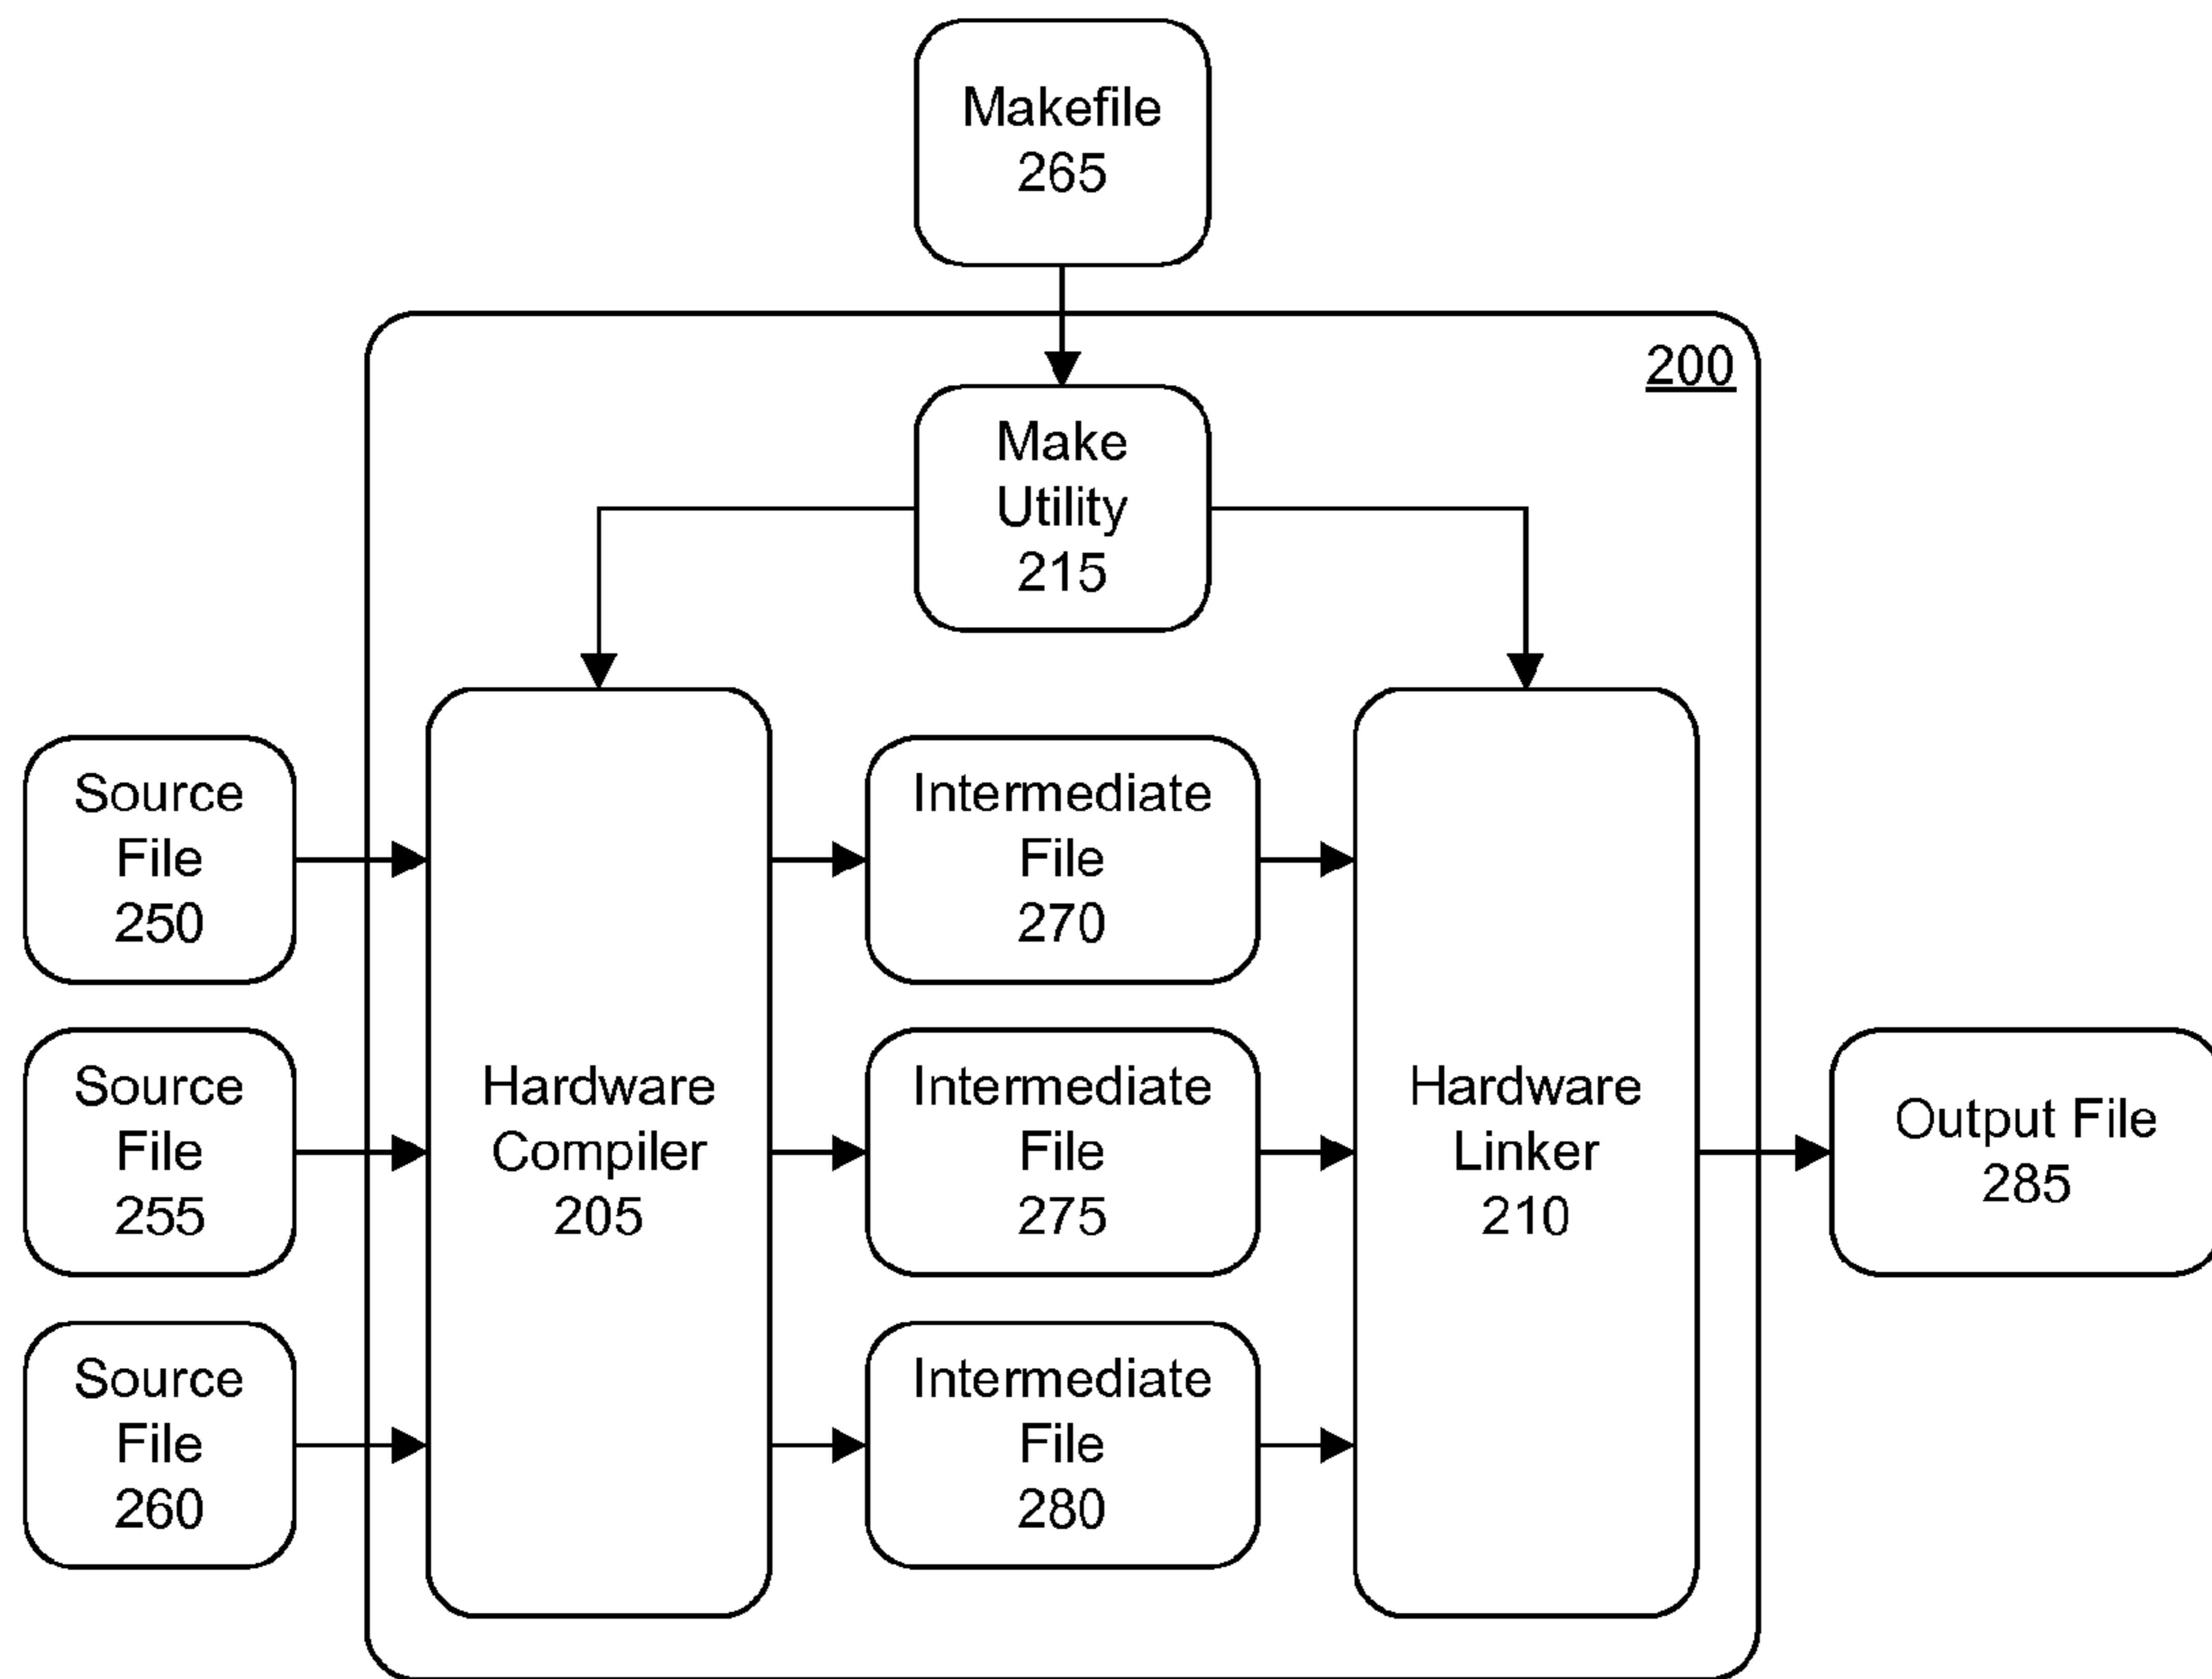 Makefile
265
200
Make
Utility
215
Source
File
250
Intermediate
File
270
Source
File
255
Hardware
Compiler
205
Intermediate
File
275
Hardware
Linker
210
Output File
285
Source
File
260
Intermediate
File
280